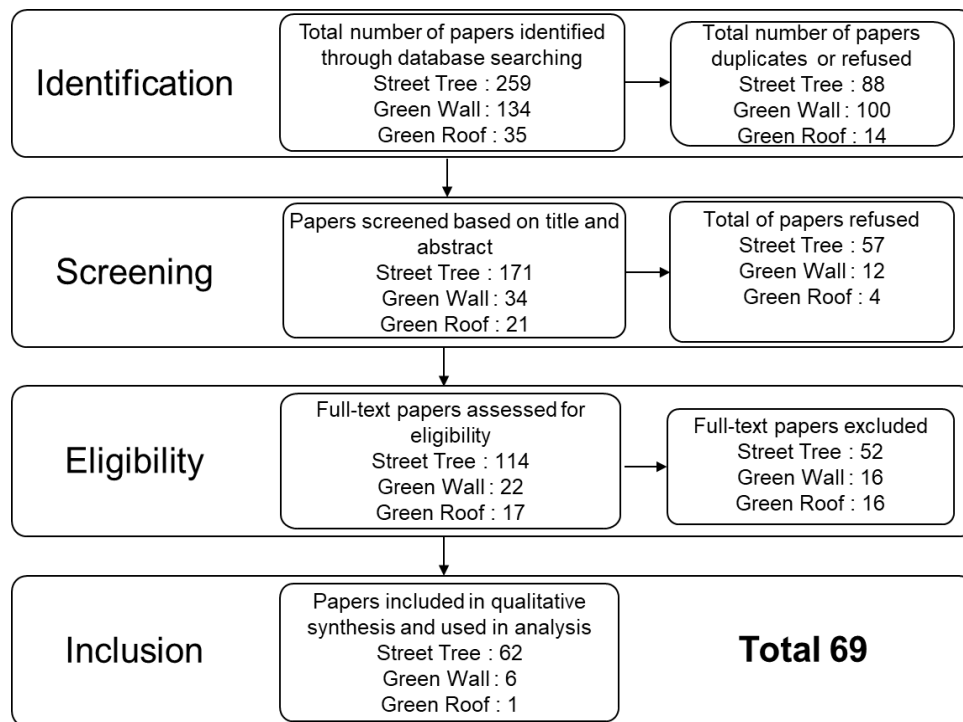 Identification
Total number of papers identified
through database searching
Street Tree : 259
Green Wall : 134
Green Roof : 35
Total number of papers
duplicates or refused
Street Tree : 88
Green Wall : 100
Green Roof : 14
Screening
Papers screened based on title and
abstract
Street Tree : 171
Green Wall : 34
Green Roof : 21
Total of papers refused
Street Tree : 57
Green Wall : 12
Green Roof : 4
Eligibility
Full-text papers assessed for
eligibility
Street Tree : 114
Green Wall : 22
Green Roof : 17
Full-text papers excluded
Street Tree : 52
Green Wall : 16
Green Roof : 16
Inclusion
Papers included in qualitative
synthesis and used in analysis
Street Tree : 62
Green Wall : 6
Green Roof : 1
Total 69